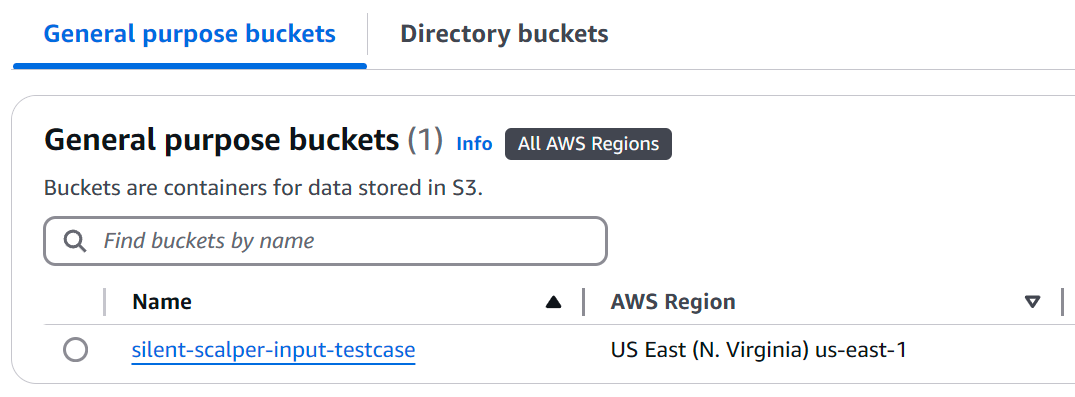 General purpose buckets Directory buckets
General purpose buckets (1) Info All AWS Regions
Buckets are containers for data stored in S3.
Find buckets by name
Name AWS Region
silent-scalper-input-testcase US East (N. Virginia) us-east-1